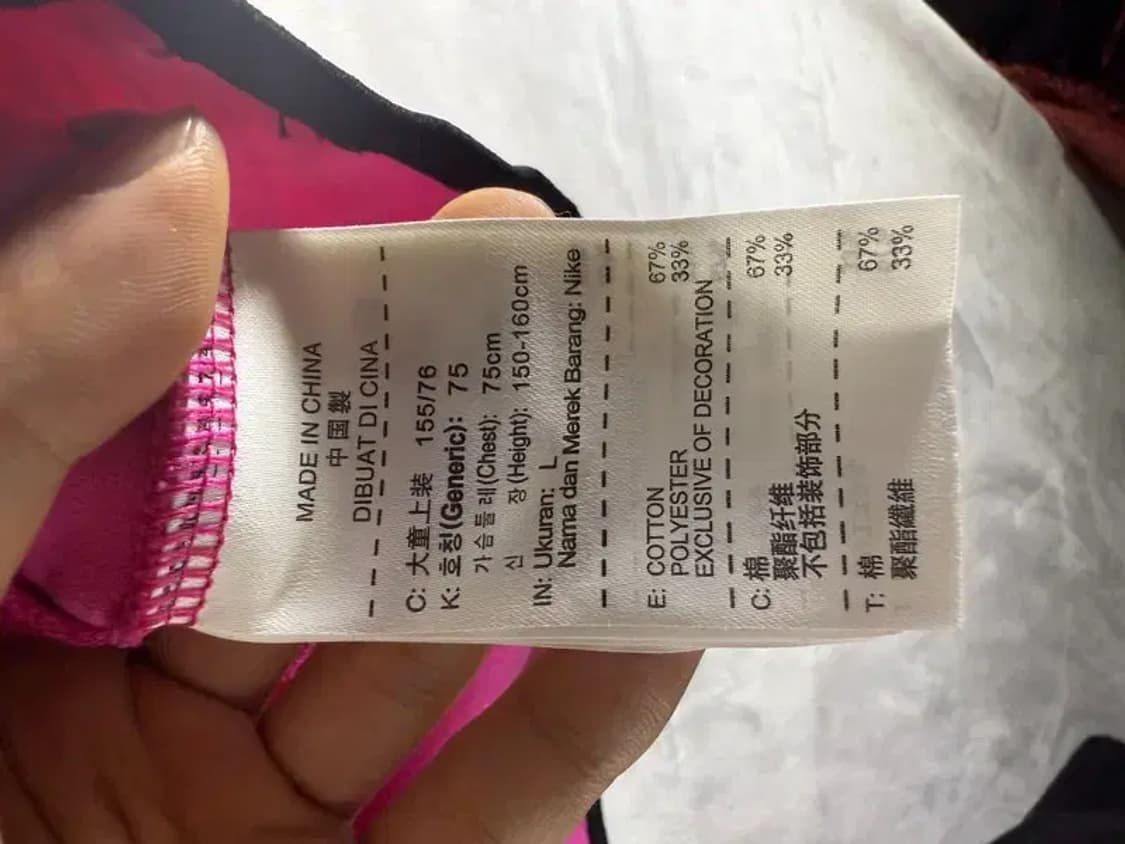 MADE IN CHINA
中国製
DIBUAT DI CINA
C: 大童上装 155/76
K: 호칭(Generic): 75
가슴둘레(Chest): 75cm
신 장(Height): 150-160cm
IN: Ukuran: L
Nama dan Merek Barang: Nike
E: COTTON 67%
POLYESTER 33%
EXCLUSIVE OF DECORATION
C: 棉 67%
聚酯纤维 33%
不包括装饰部分
T: 棉 67%
聚酯纖維 33%